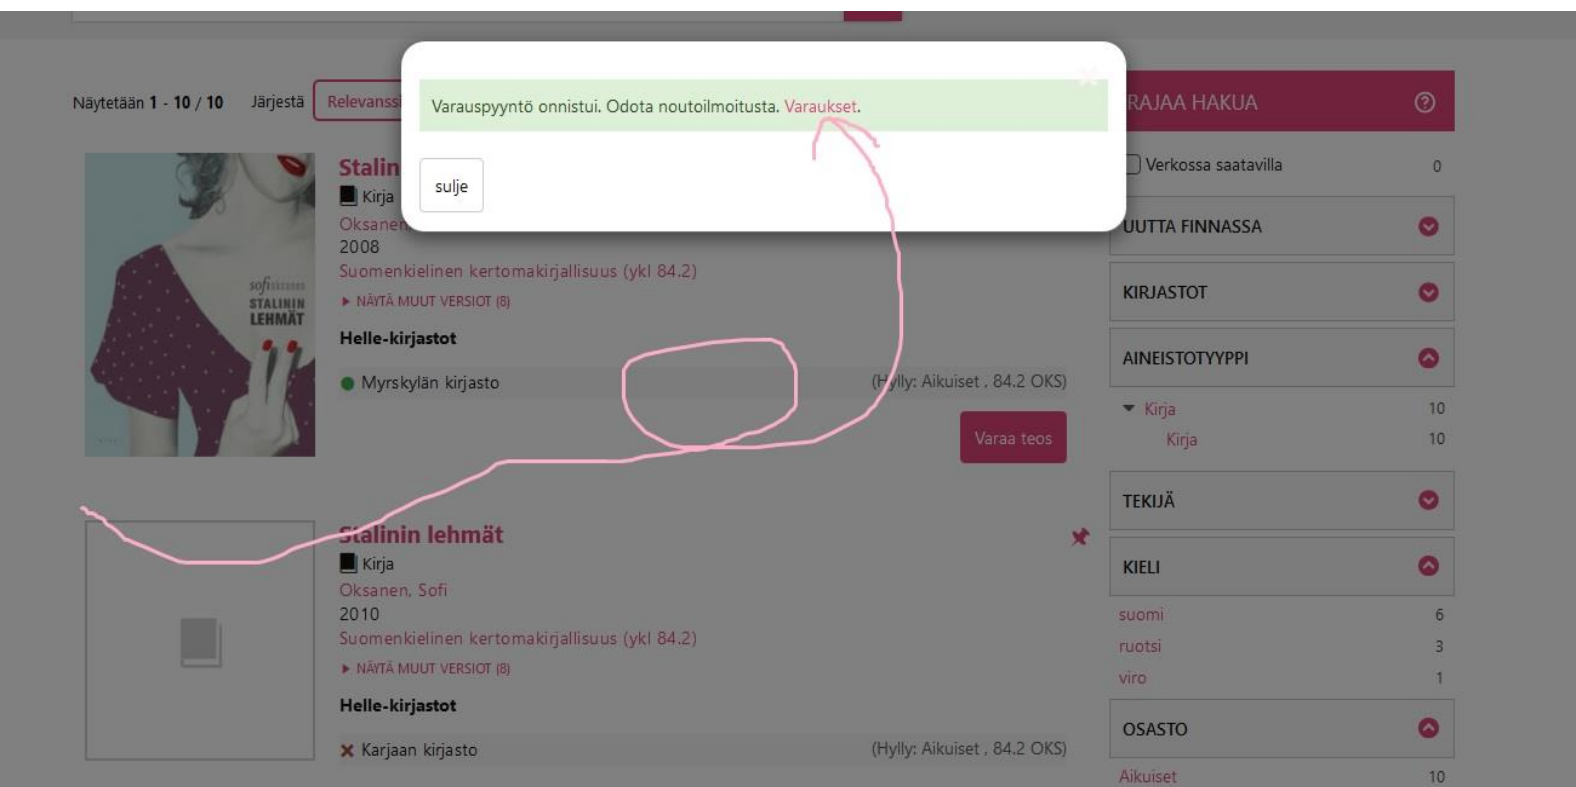 Näytetään 1 - 10 / 10 Järjestä Relevanssi
Varauspyyntö onnistui. Odota noutoilmoitusta. Varaukset.
sulje
Stalin
Kirja
Oksanen,
2008
Suomenkielinen kertomakirjallisuus (ykl 84.2)
NÄYTÄ MUUT VERSIOT (8)
Helle-kirjastot
Myrskylän kirjasto (Hylly: Aikuiset , 84.2 OKS)
Varaa teos
sofi
STALININ
LEHMÄT
Stalinin lehmät
Kirja
Oksanen, Sofi
2010
Suomenkielinen kertomakirjallisuus (ykl 84.2)
NÄYTÄ MUUT VERSIOT (8)
Helle-kirjastot
Karjaan kirjasto (Hylly: Aikuiset , 84.2 OKS)
RAJAA HAKUA
Verkossa saatavilla 0
UUTTA FINNASSA
KIRJASTOT
AINEISTOTYYPPI
Kirja 10
Kirja 10
TEKIJÄ
KIELI
suomi 6
ruotsi 3
viro 1
OSASTO
Aikuiset 10